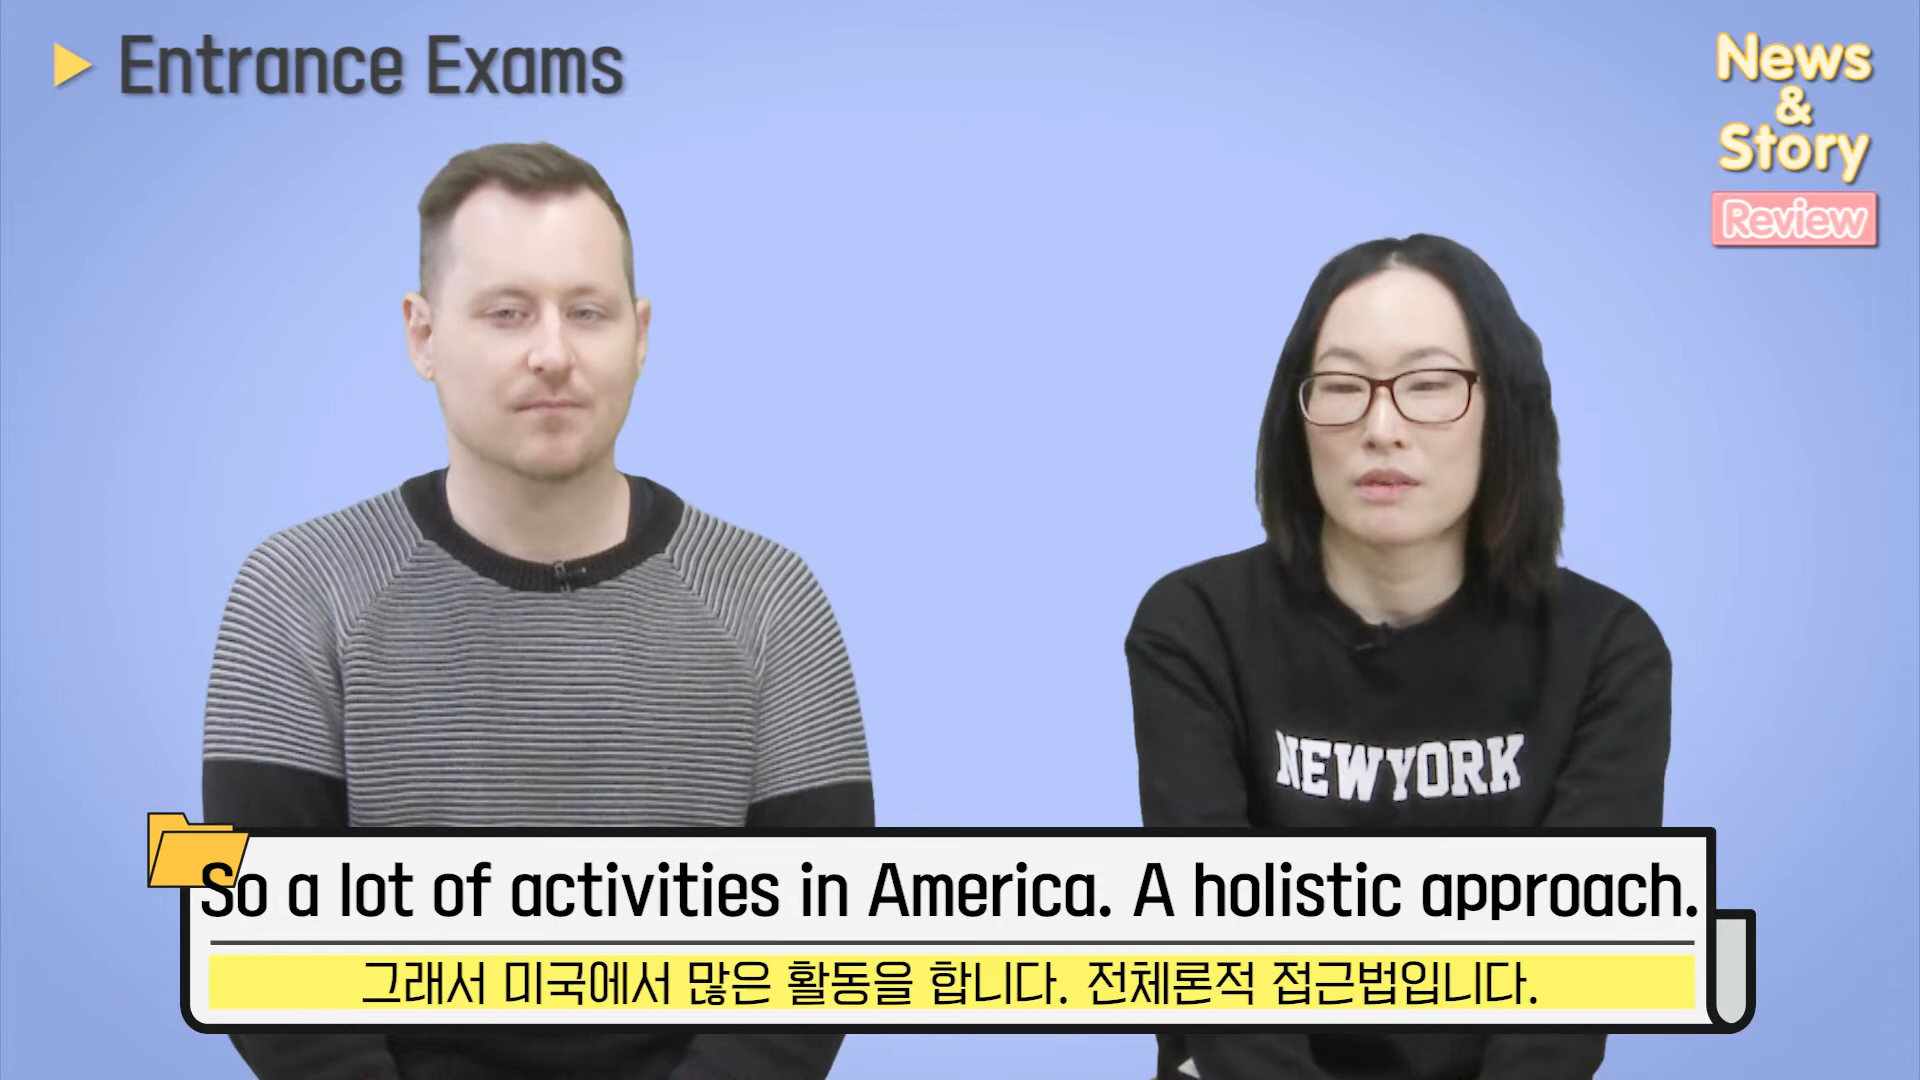 Entrance Exams
News
&
Story
Review
NEWYORK
So a lot of activities in America. A holistic approach.
그래서 미국에서 많은 활동을 합니다. 전체론적 접근법입니다.